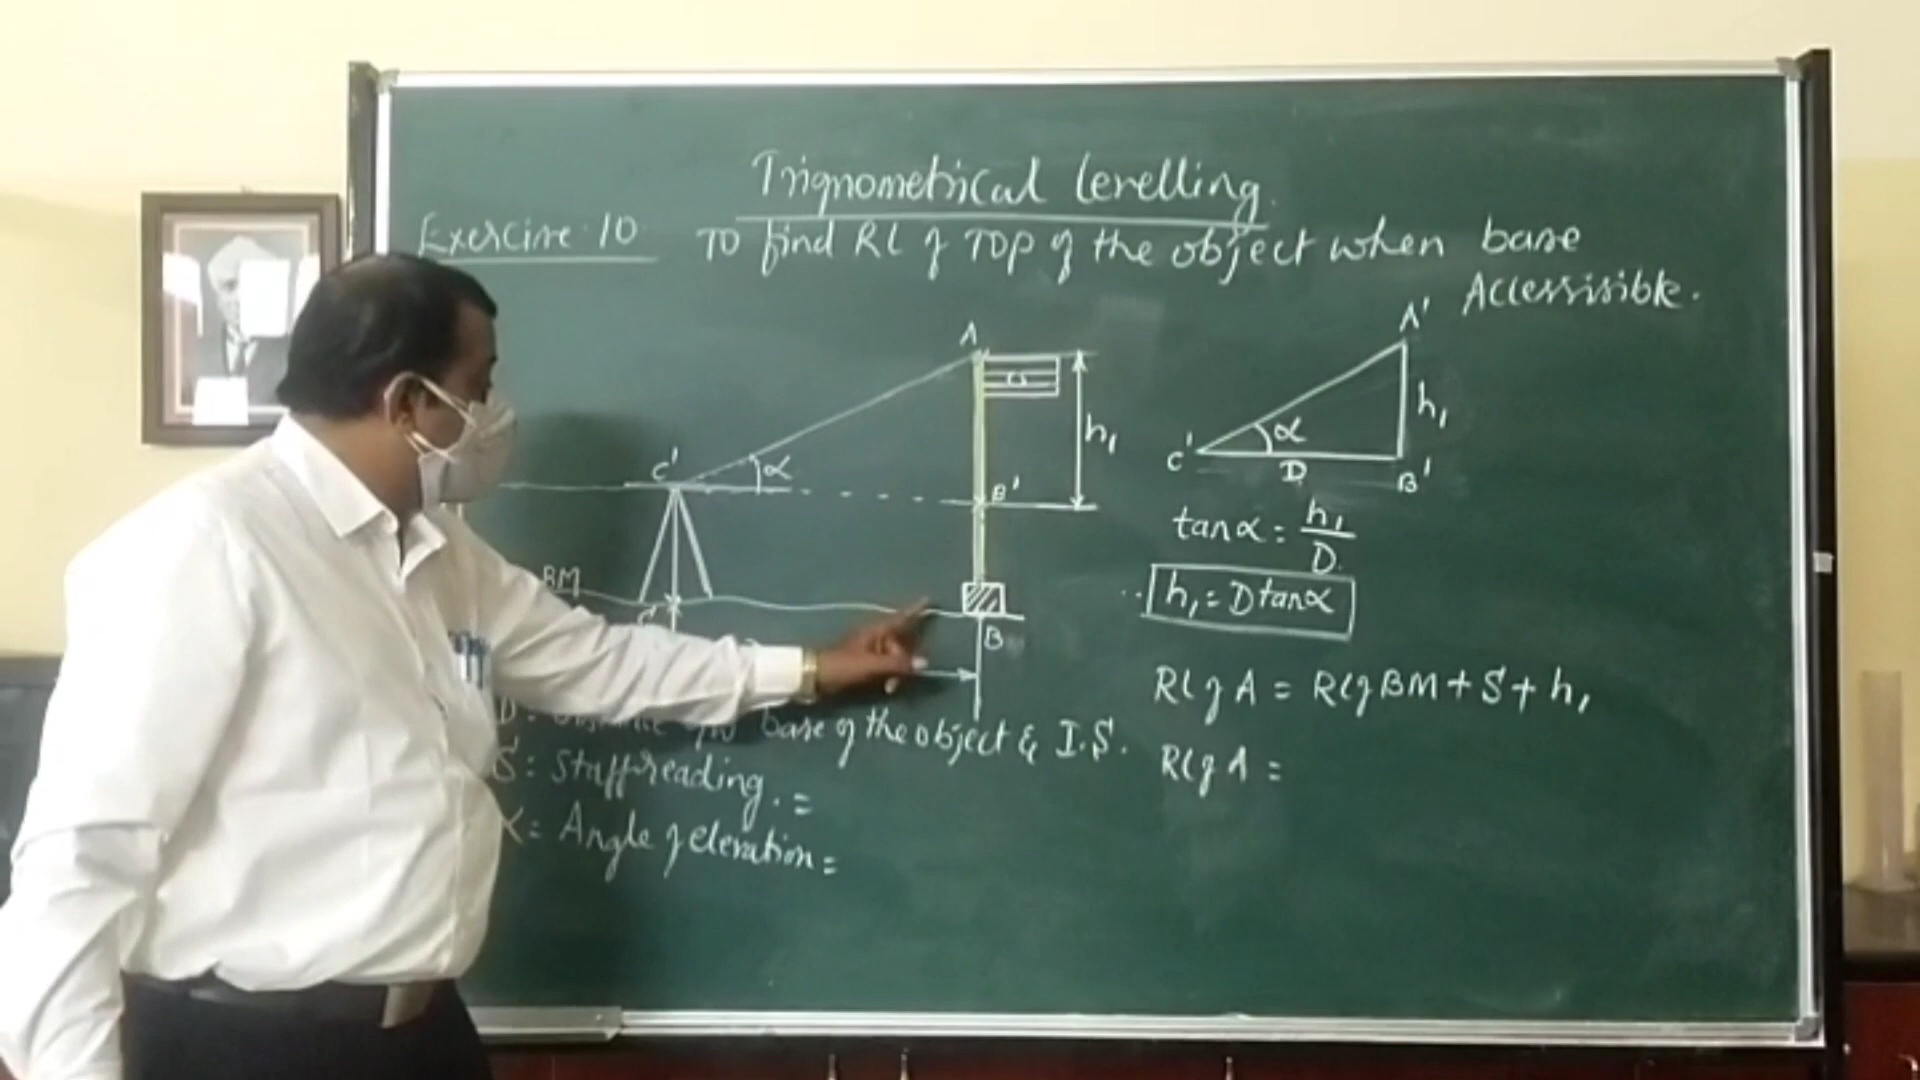 Trignometrical levelling.
Exercise: 10 TO find RL of TOP of the object when base
Accessisible.
A
C' α
B'
h₁
G
BM
B
A'
h₁
α
C' D B'
tanα = h₁/D
∴ h₁ = Dtanα
RL of A = RL of BM + S + h₁
RL of A =
base of the object & I.S.
S: Staff reading. =
α = Angle of elevation =